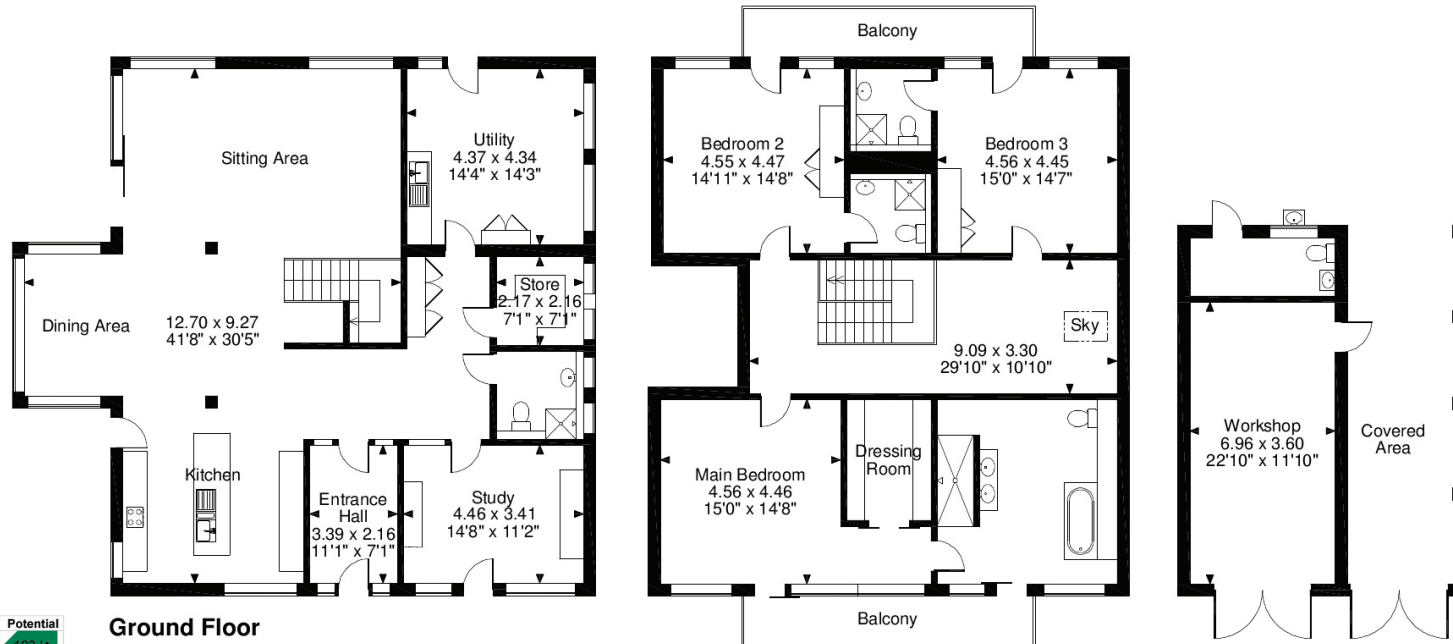 Balcony
Sitting Area
Utility
4.37 x 4.34
14'4" x 14'3"
Bedroom 2
4.55 x 4.47
14'11" x 14'8"
Bedroom 3
4.56 x 4.45
15'0" x 14'7"
Store
2.17 x 2.16
7'1" x 7'1"
Dining Area
12.70 x 9.27
41'8" x 30'5"
Sky
9.09 x 3.30
29'10" x 10'10"
Kitchen
Entrance
Hall
3.39 x 2.16
11'1" x 7'1"
Study
4.46 x 3.41
14'8" x 11'2"
Main Bedroom
4.56 x 4.46
15'0" x 14'8"
Dressing
Room
Workshop
6.96 x 3.60
22'10" x 11'10"
Covered
Area
Balcony
Potential
Ground Floor